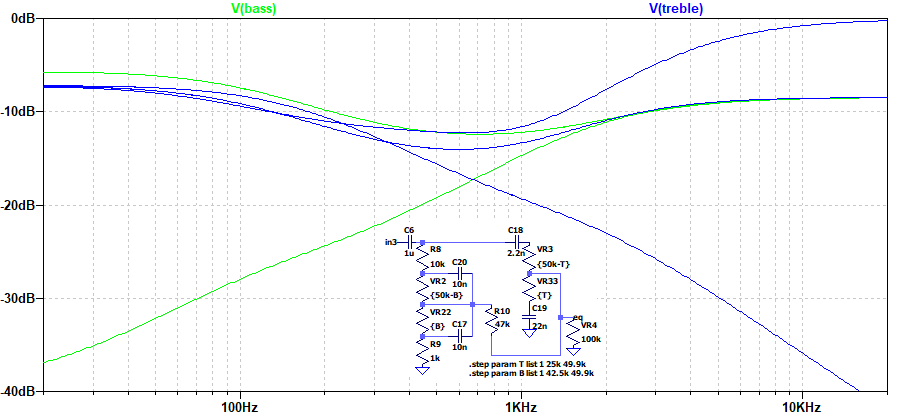 V(bass) V(treble)
0dB
-10dB
-20dB
-30dB
-40dB
100Hz 1KHz 10KHz
in3
C6
1u
R8
10k
C20
10n
VR2
{50k-B}
VR22
{B}
C17
10n
R9
1k
R10
47k
C18
2.2n
VR3
{50k-T}
VR33
{T}
C19
22n
eq
VR4
100k
.step param T list 1 25k 49.9k
.step param B list 1 42.5k 49.9k